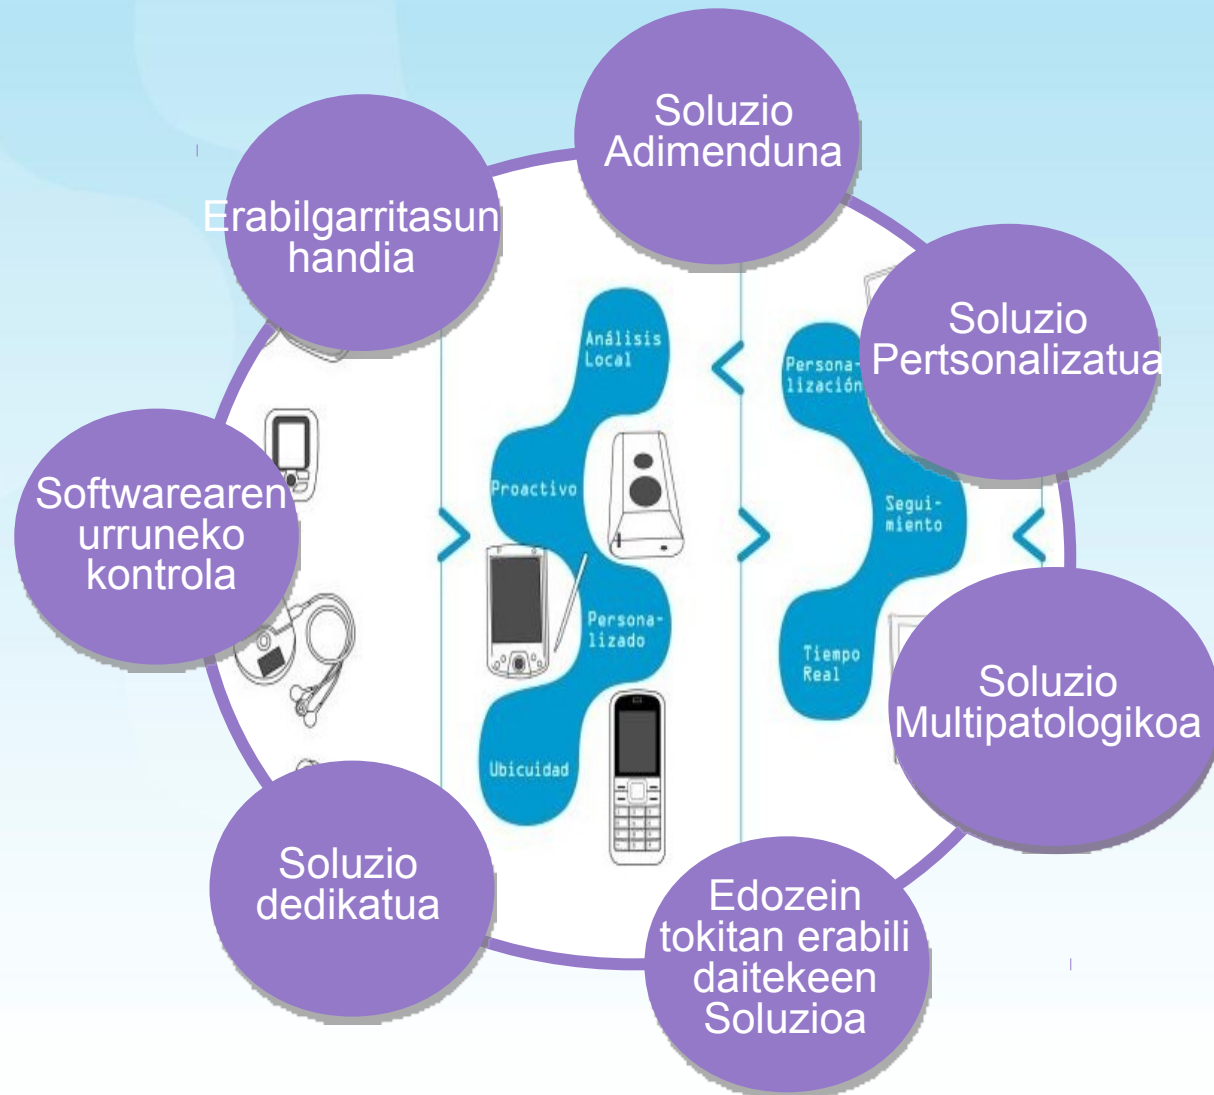 Soluzio
Adimenduna
Erabilgarritasun
handia
Soluzio
Pertsonalizatua
Softwarearen
urruneko
kontrola
Soluzio
Multipatologikoa
Soluzio
dedikatua
Edozein
tokitan erabili
daitekeen
Soluzioa
Análisis
Local
Proactivo
Persona-
lizado
Ubicuidad
Persona-
lización
Segui-
miento
Tiempo
Real